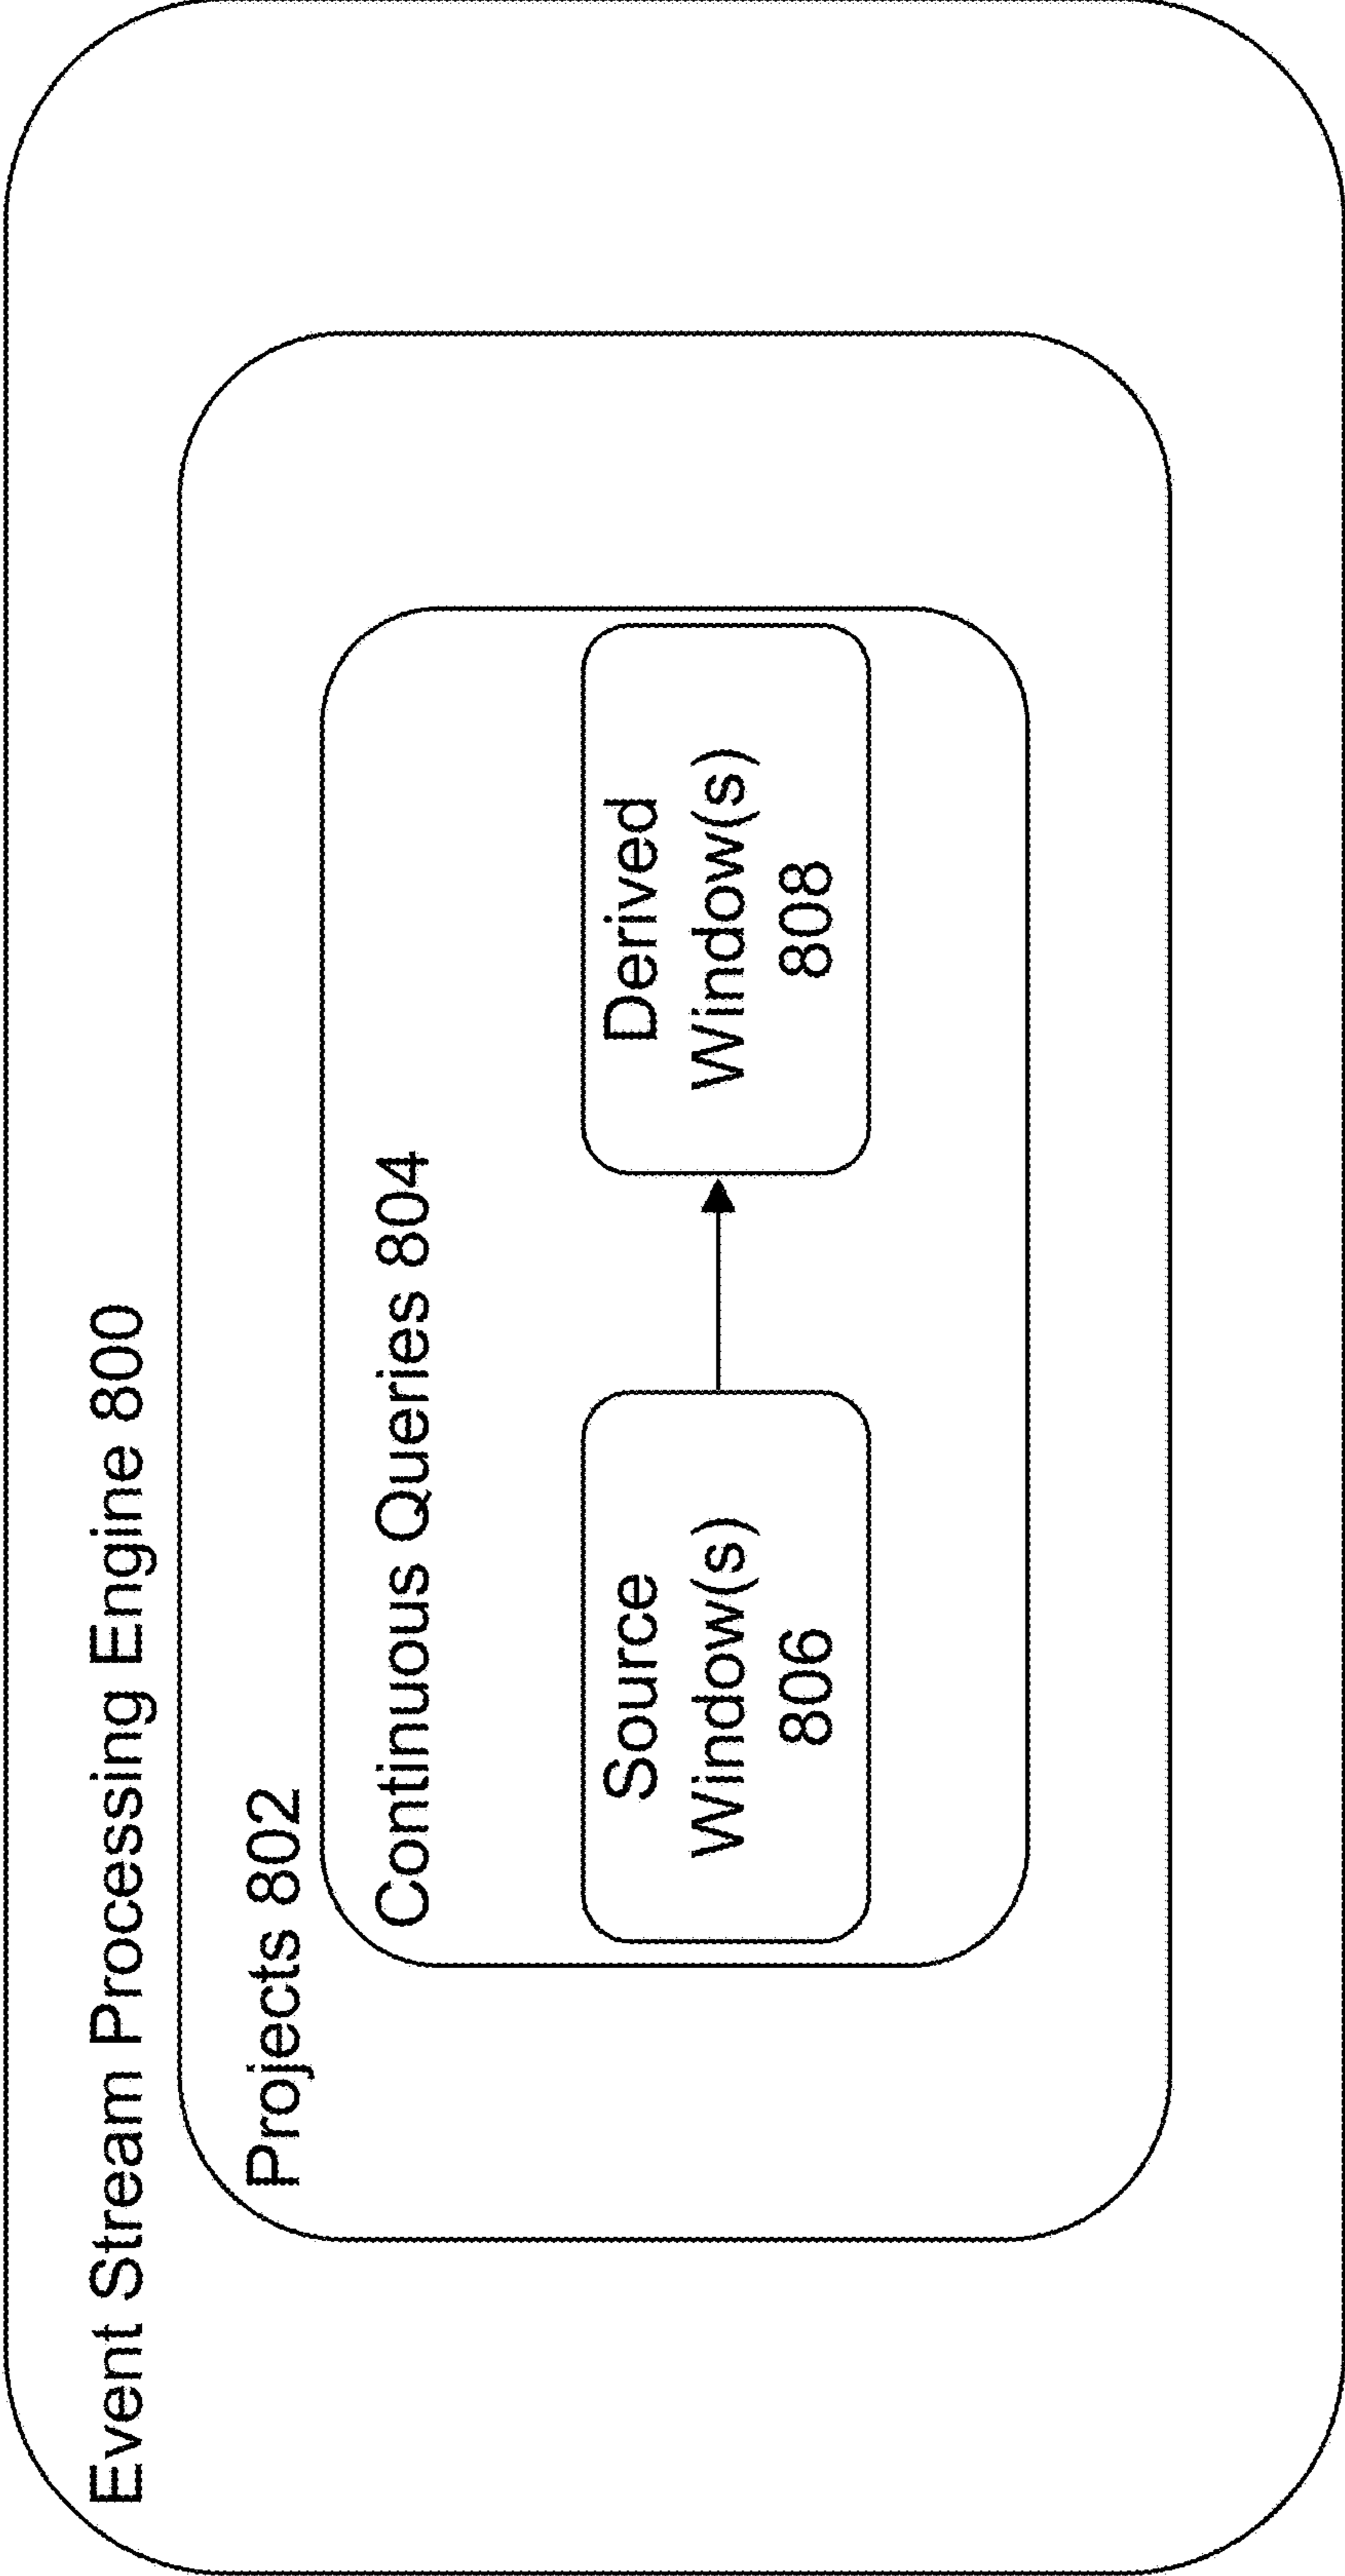 Event Stream Processing Engine 800
Projects 802
Continuous Queries 804
Source
Window(s)
806
Derived
Window(s)
808